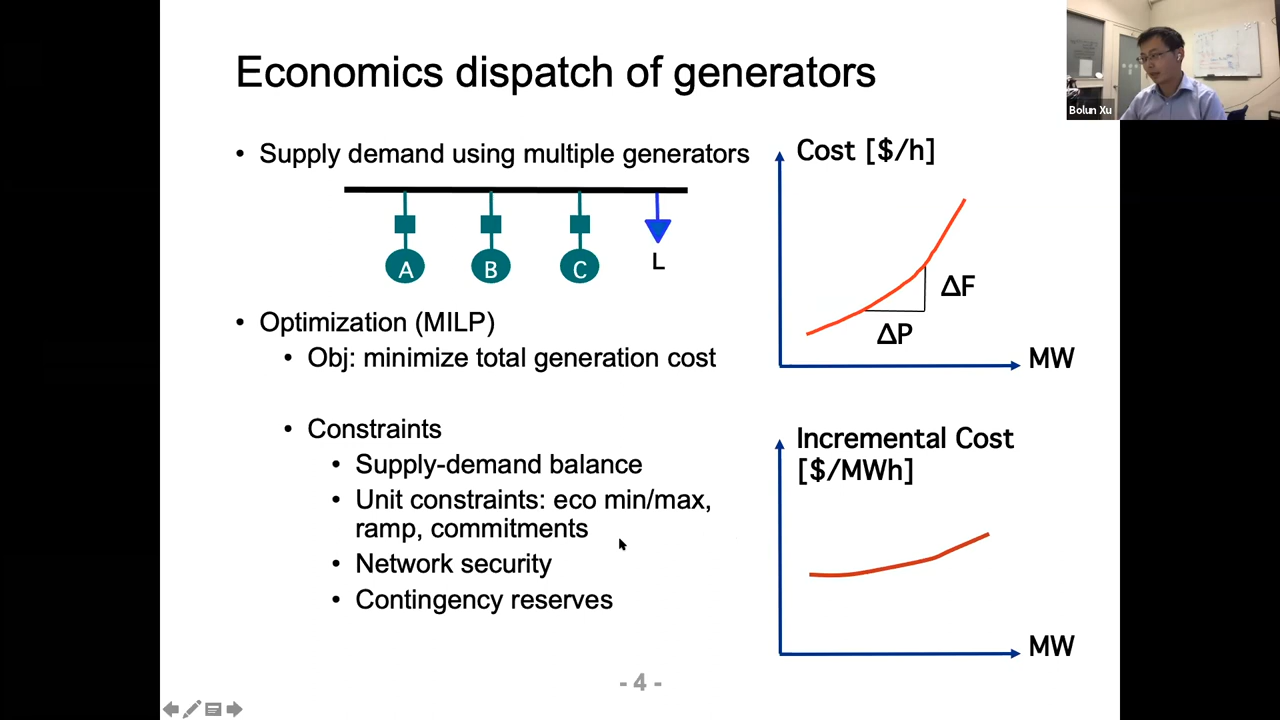 Economics dispatch of generators
Bolun Xu
• Supply demand using multiple generators
A B C L
• Optimization (MILP)
• Obj: minimize total generation cost
• Constraints
• Supply-demand balance
• Unit constraints: eco min/max,
ramp, commitments
• Network security
• Contingency reserves
Cost [$/h]
ΔF
ΔP
MW
Incremental Cost
[$/MWh]
MW
- 4 -